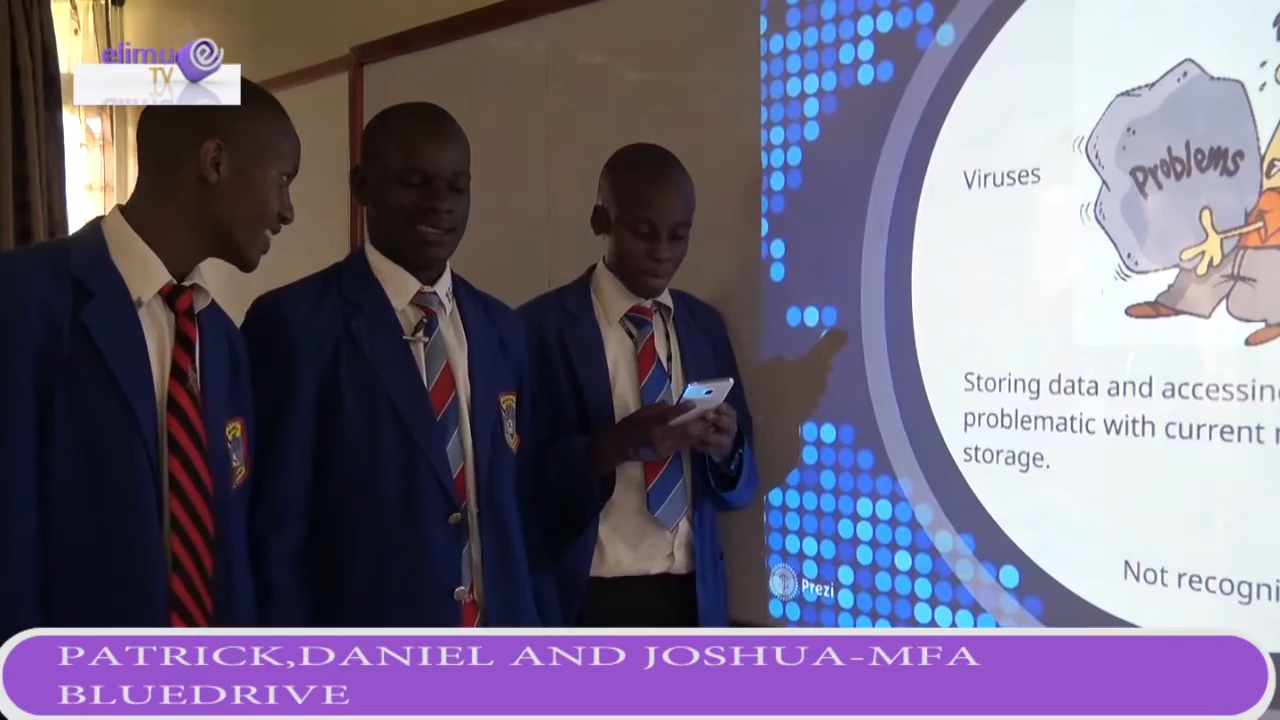 elimu
TV
Viruses
Problems
Storing data and accessing
problematic with current
storage.
Not recogni
Prezi
PATRICK,DANIEL AND JOSHUA-MFA
BLUEDRIVE